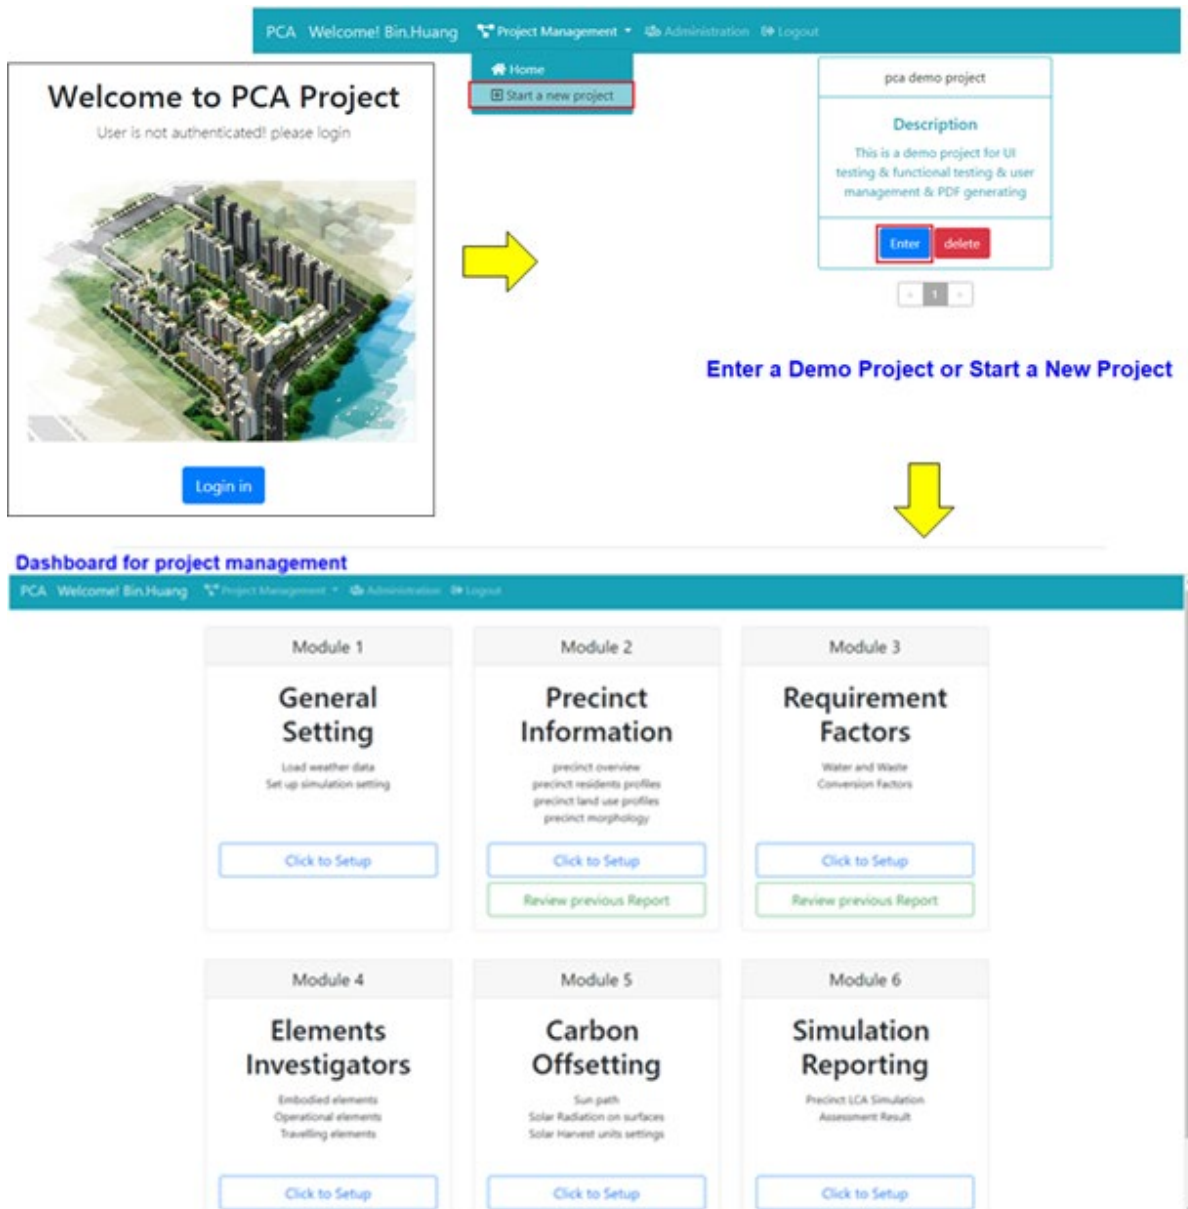 PCA Welcome! Bin.Huang Project Management Administration Logout
Home
Start a new project
Welcome to PCA Project
User is not authenticated! please login
Login in
pca demo project
Description
This is a demo project for UI
testing & functional testing & user
management & PDF generating
Enter delete
« 1 »
Enter a Demo Project or Start a New Project
Dashboard for project management
PCA Welcome! Bin.Huang Project Management Administration Logout
Module 1
General
Setting
Load weather data
Set up simulation setting
Click to Setup
Module 2
Precinct
Information
precinct overview
precinct residents profiles
precinct land use profiles
precinct morphology
Click to Setup
Review previous Report
Module 3
Requirement
Factors
Water and Waste
Conversion Factors
Click to Setup
Review previous Report
Module 4
Elements
Investigators
Embodied elements
Operational elements
Travelling elements
Click to Setup
Module 5
Carbon
Offsetting
Sun path
Solar Radiation on surfaces
Solar Harvest units settings
Click to Setup
Module 6
Simulation
Reporting
Precinct LCA Simulation
Assessment Result
Click to Setup